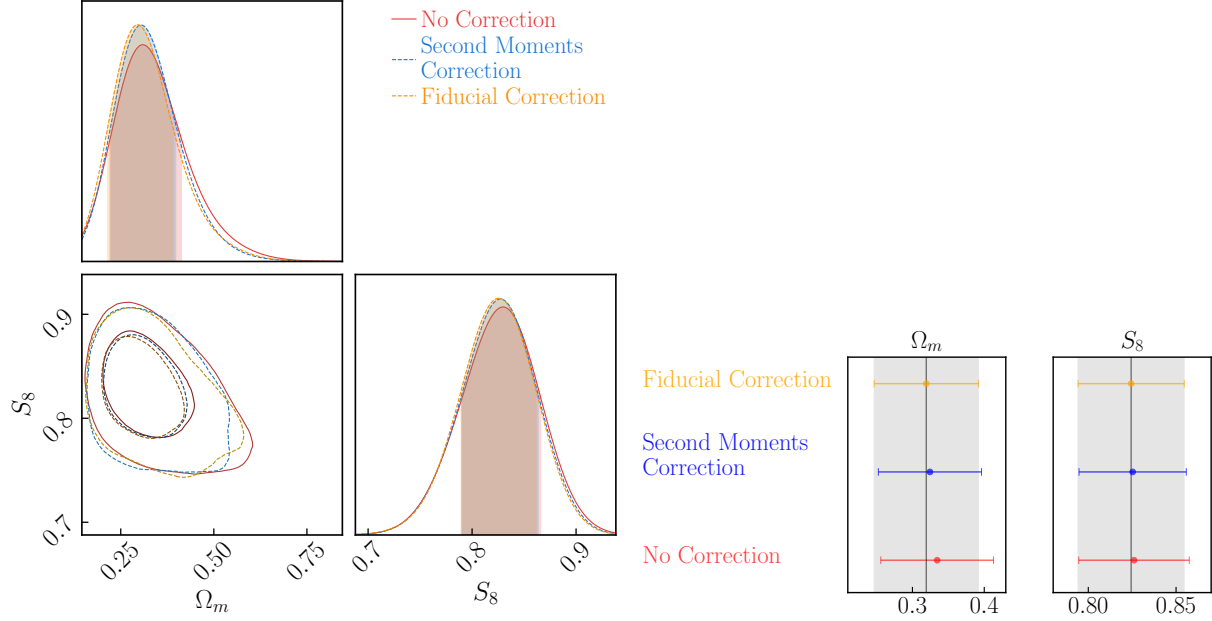 No Correction
Second Moments
Correction
Fiducial Correction
0.9
0.8
0.7
S₈
0.25
0.50
0.75
Ωₘ
0.7
0.8
0.9
S₈
Ωₘ
S₈
Fiducial Correction
Second Moments
Correction
No Correction
0.3
0.4
0.80
0.85